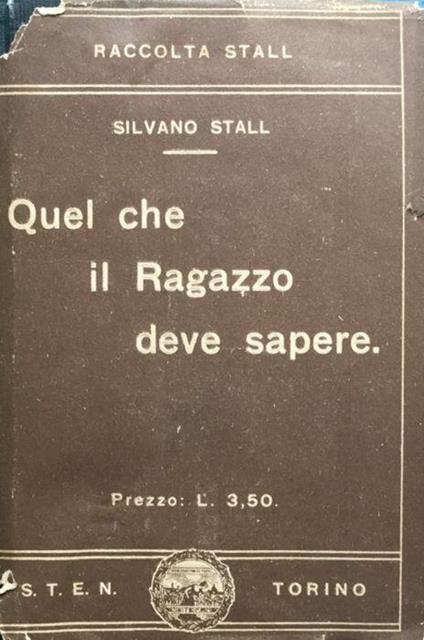 RACCOLTA STALL
SILVANO STALL
Quel che
il Ragazzo
deve sapere.
Prezzo: L. 3,50.
S. T. E. N.
TORINO